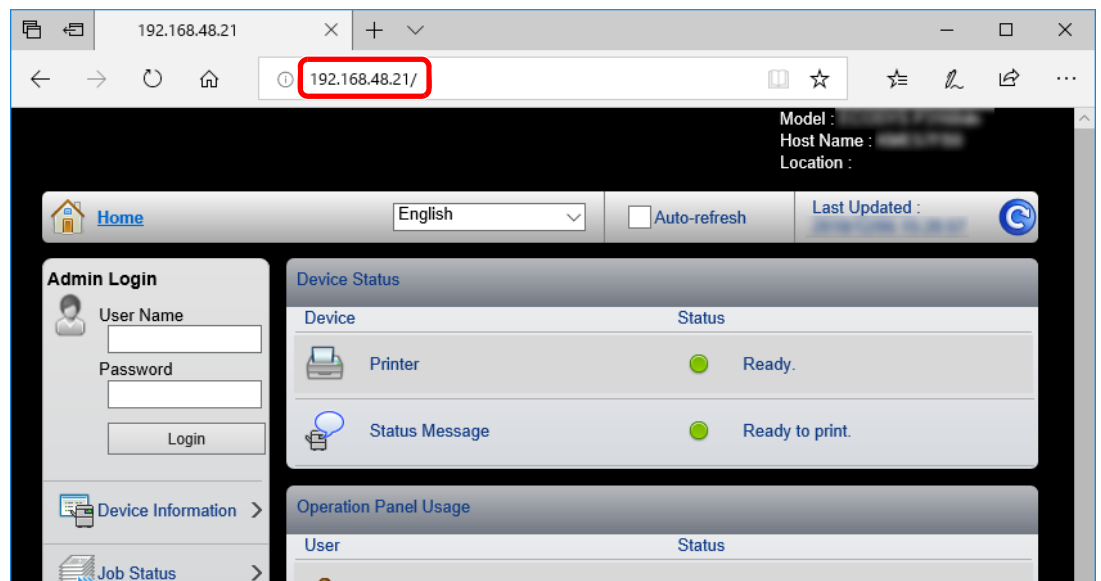 192.168.48.21
192.168.48.21/
Model :
Host Name :
Location :
Home
English
Auto-refresh
Last Updated :
Admin Login
User Name
Password
Login
Device Information
Job Status
Device Status
Device Status
Printer Ready.
Status Message Ready to print.
Operation Panel Usage
User Status